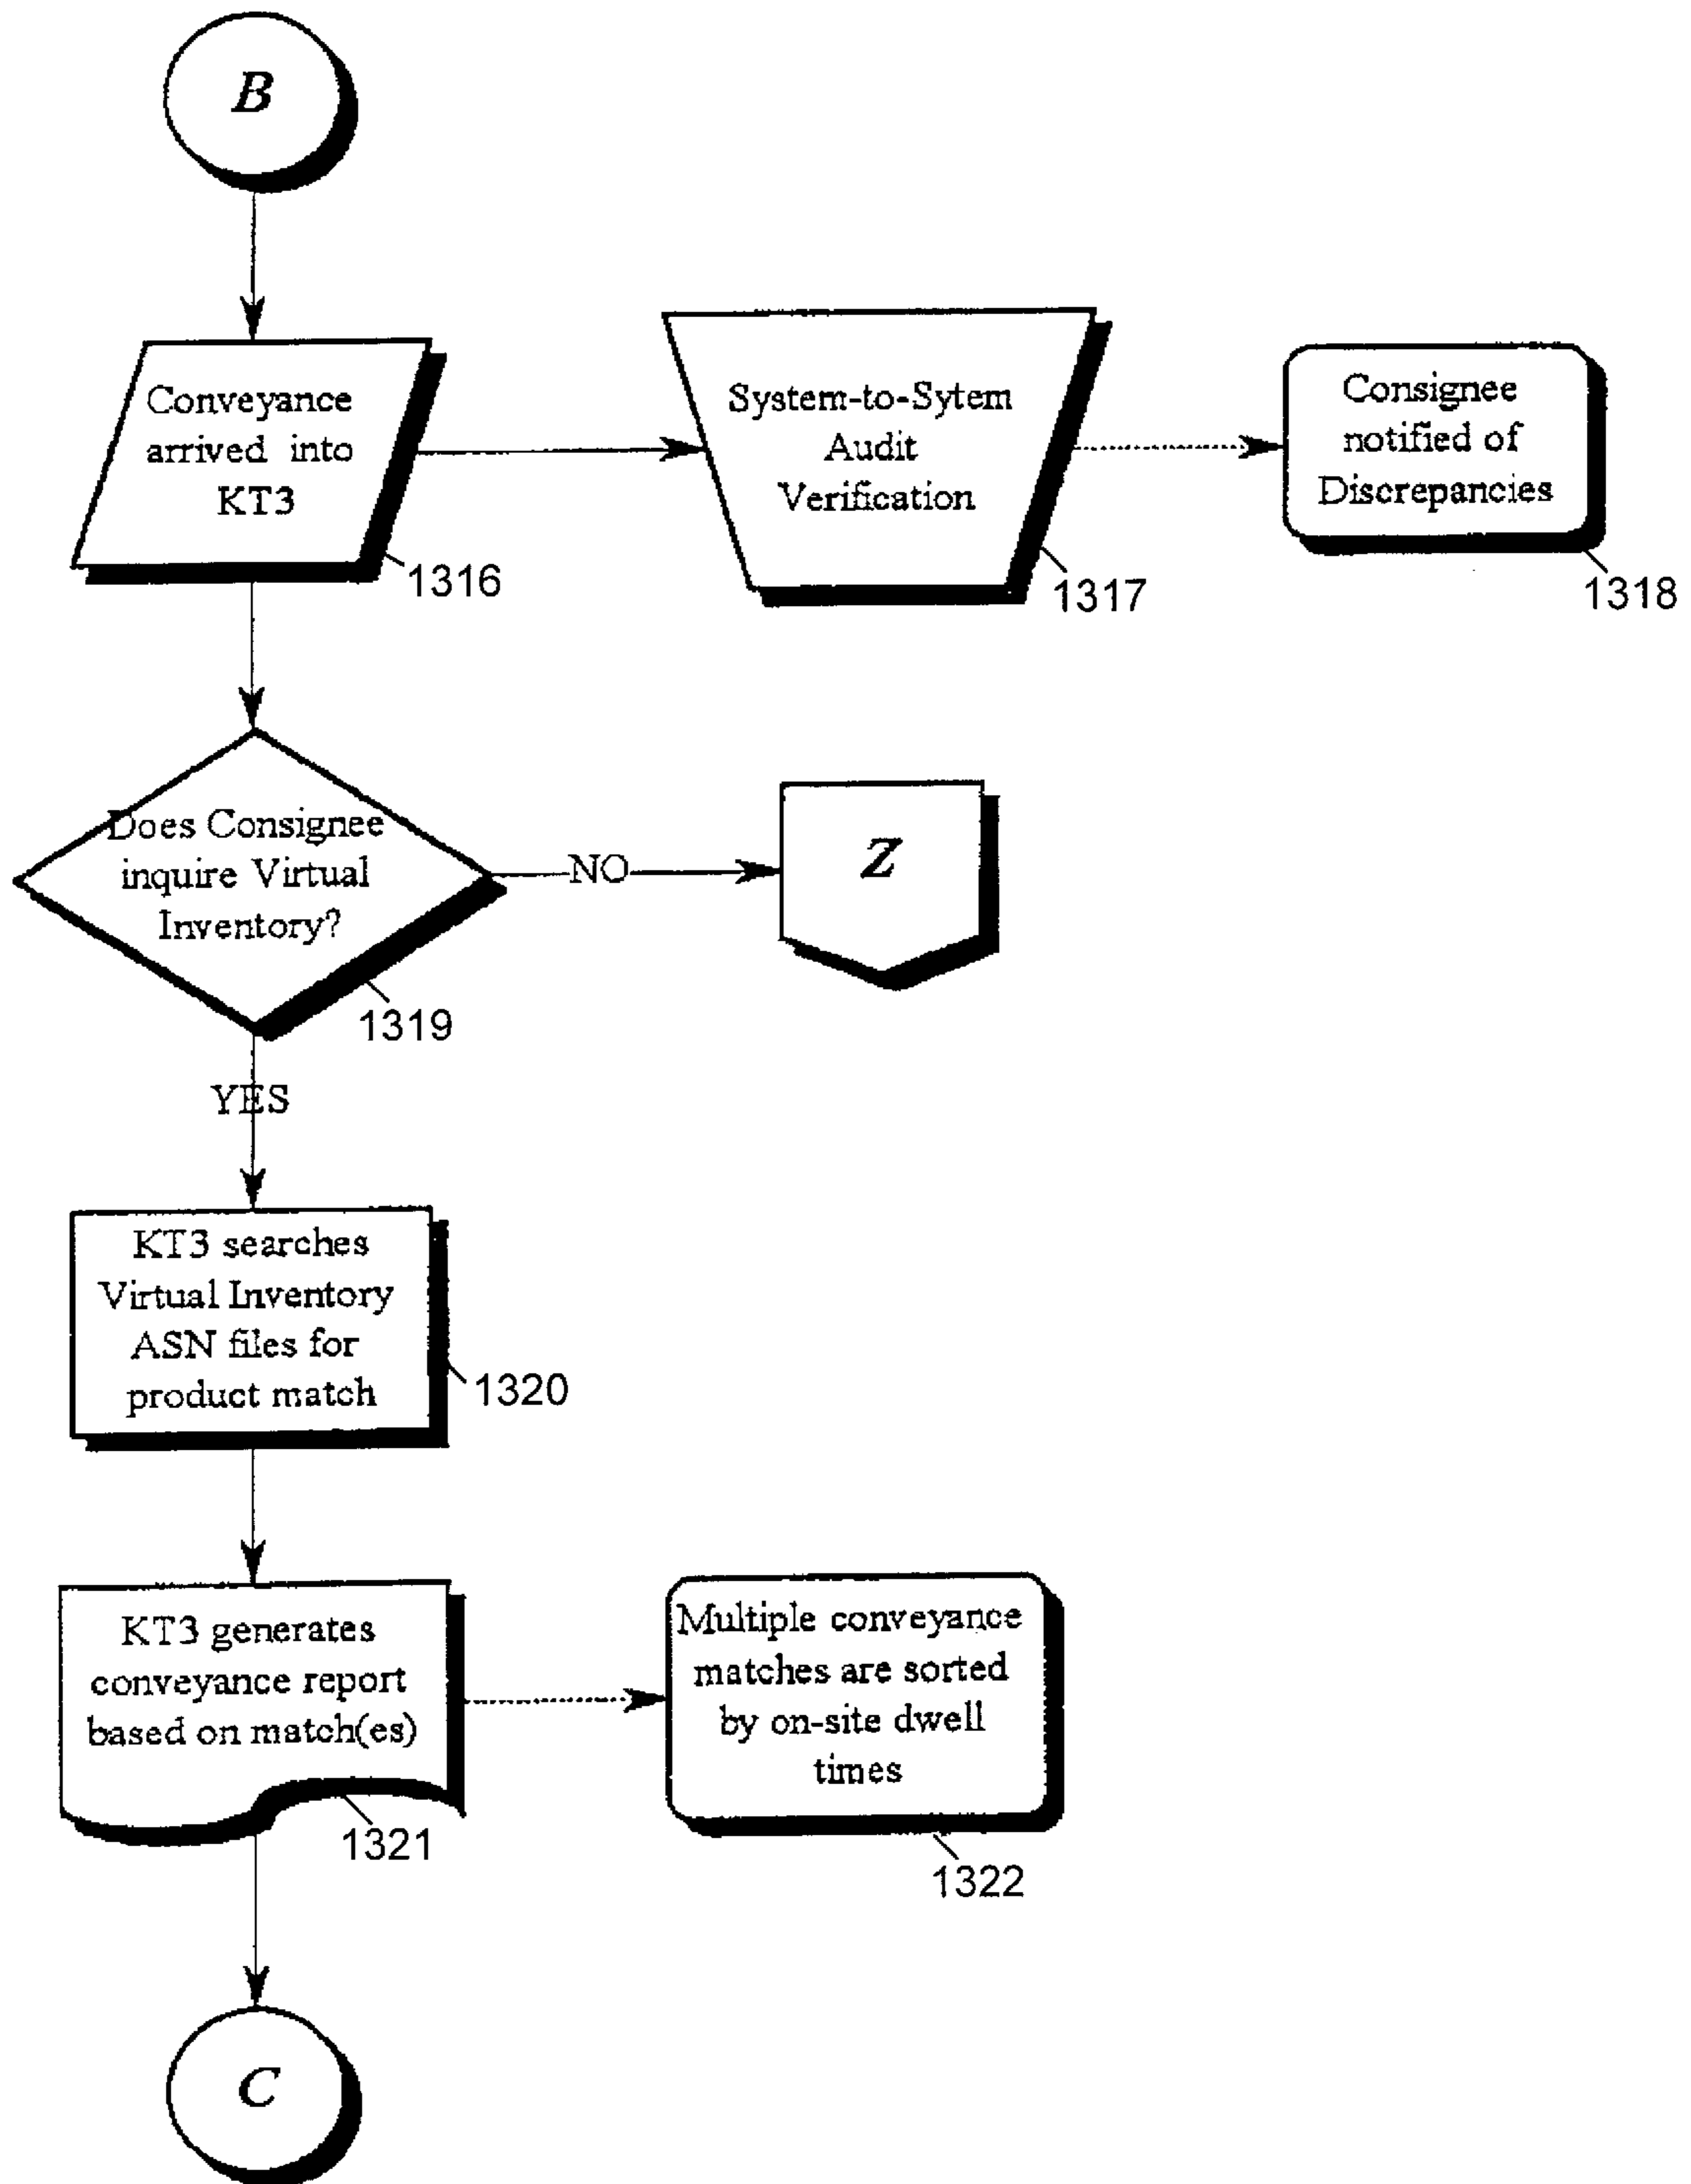 B
Conveyance
arrived into
KT3
1316
System-to-Sytem
Audit
Verification
1317
Consignee
notified of
Discrepancies
1318
Does Consignee
inquire Virtual
Inventory?
1319
NO
Z
YES
KT3 searches
Virtual Inventory
ASN files for
product match
1320
KT3 generates
conveyance report
based on match(es)
1321
Multiple conveyance
matches are sorted
by on-site dwell
times
1322
C